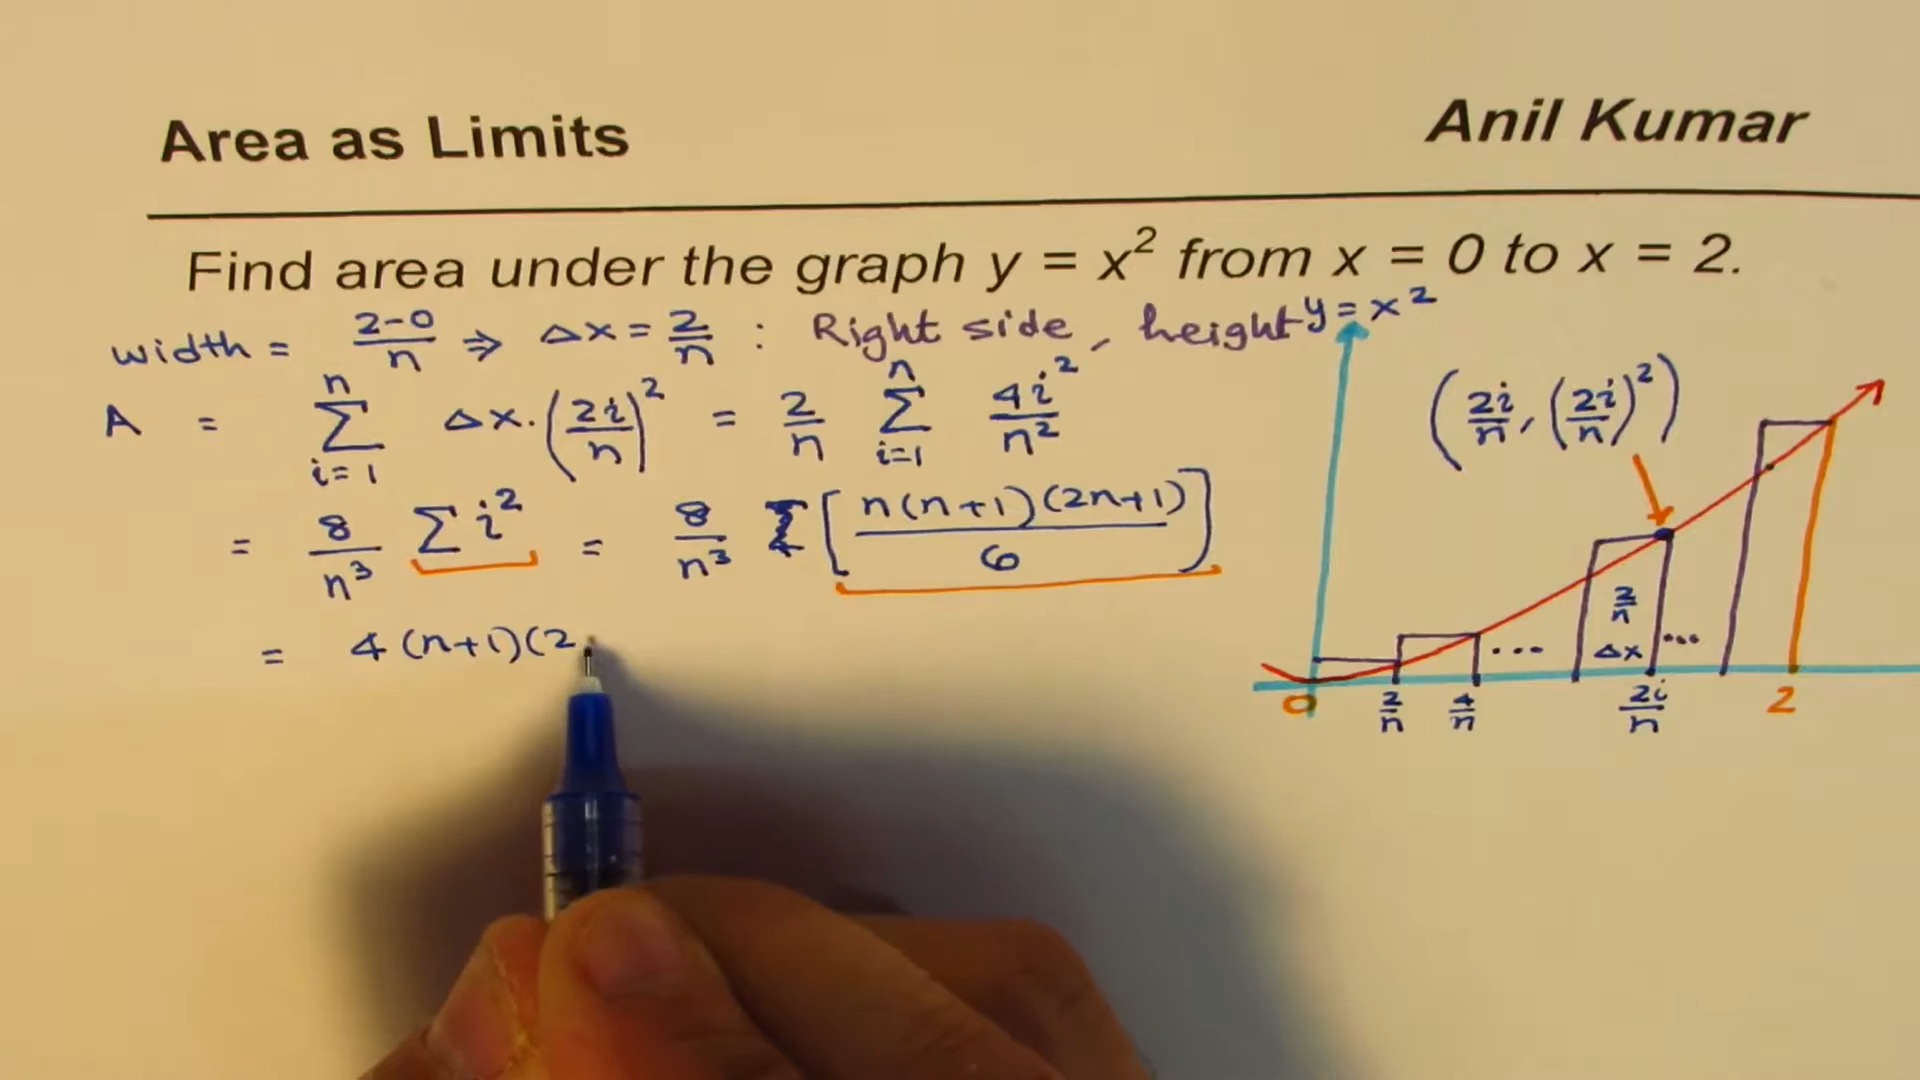 Area as Limits
Anil Kumar
Find area under the graph y = x² from x = 0 to x = 2.
width = (2-0)/n ⇒ Δx = 2/n : Right side, height
A = Σ_{i=1}^{n} Δx·(2i/n)² = 2/n Σ_{i=1}^{n} 4i²/n²
= 8/n³ Σ i² = 8/n³ [n(n+1)(2n+1)/6]
= 4(n+1)(2
y = x²
(2i/n, (2i/n)²)
2/n
Δx
... ...
0 2/n 4/n 2i/n 2